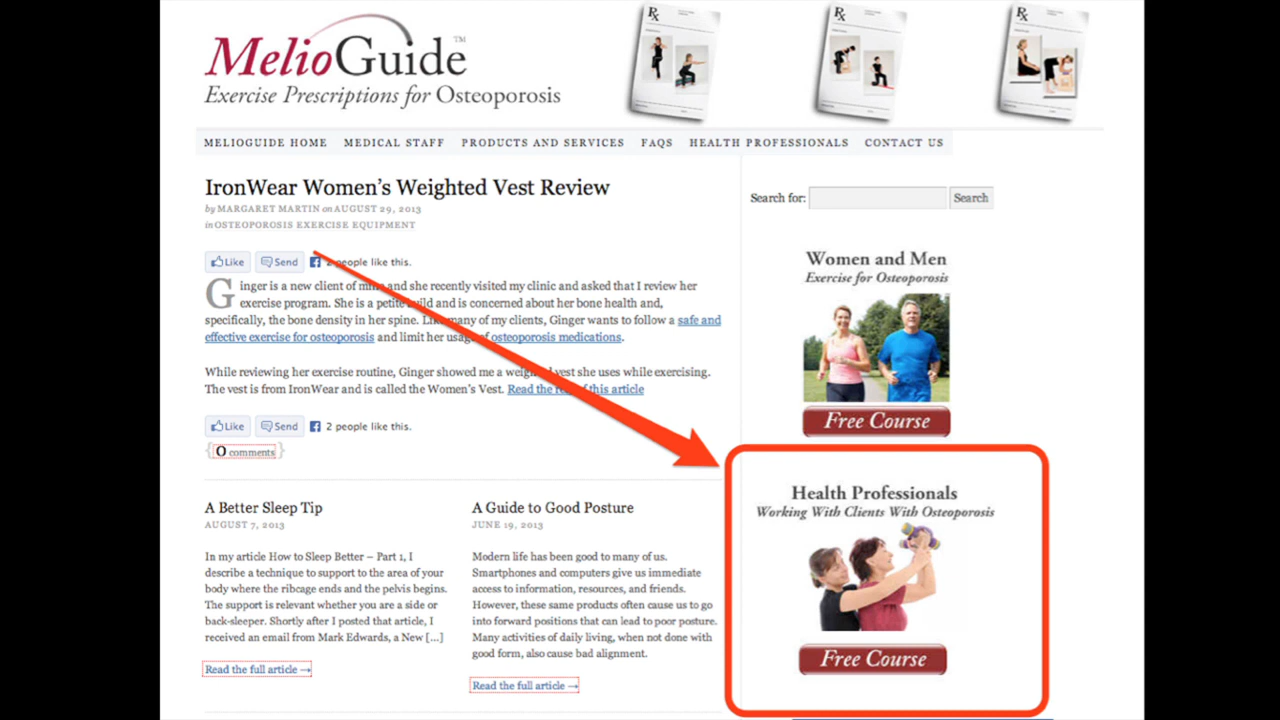 MelioGuide™
Exercise Prescriptions for Osteoporosis
Rx
Rx
Rx
MELIOGUIDE HOME MEDICAL STAFF PRODUCTS AND SERVICES FAQS HEALTH PROFESSIONALS CONTACT US
IronWear Women's Weighted Vest Review
by MARGARET MARTIN on AUGUST 29, 2013
in OSTEOPOROSIS EXERCISE EQUIPMENT
Like Send 2 people like this.
Ginger is a new client of mine and she recently visited my clinic and asked that I review her
exercise program. She is a petite build and is concerned about her bone health and,
specifically, the bone density in her spine. Like many of my clients, Ginger wants to follow a safe and
effective exercise for osteoporosis and limit her usage of osteoporosis medications.
While reviewing her exercise routine, Ginger showed me a weighted vest she uses while exercising.
The vest is from IronWear and is called the Women's Vest. Read the rest of this article
Like Send 2 people like this.
{0 comments}
A Better Sleep Tip
AUGUST 7, 2013
In my article How to Sleep Better – Part 1, I
describe a technique to support to the area of your
body where the ribcage ends and the pelvis begins.
The support is relevant whether you are a side or
back-sleeper. Shortly after I posted that article, I
received an email from Mark Edwards, a New [...]
Read the full article →
A Guide to Good Posture
JUNE 19, 2013
Modern life has been good to many of us.
Smartphones and computers give us immediate
access to information, resources, and friends.
However, these same products often cause us to go
into forward positions that can lead to poor posture.
Many activities of daily living, when not done with
good form, also cause bad alignment.
Read the full article →
Search for: Search
Women and Men
Exercise for Osteoporosis
Free Course
Health Professionals
Working With Clients With Osteoporosis
Free Course